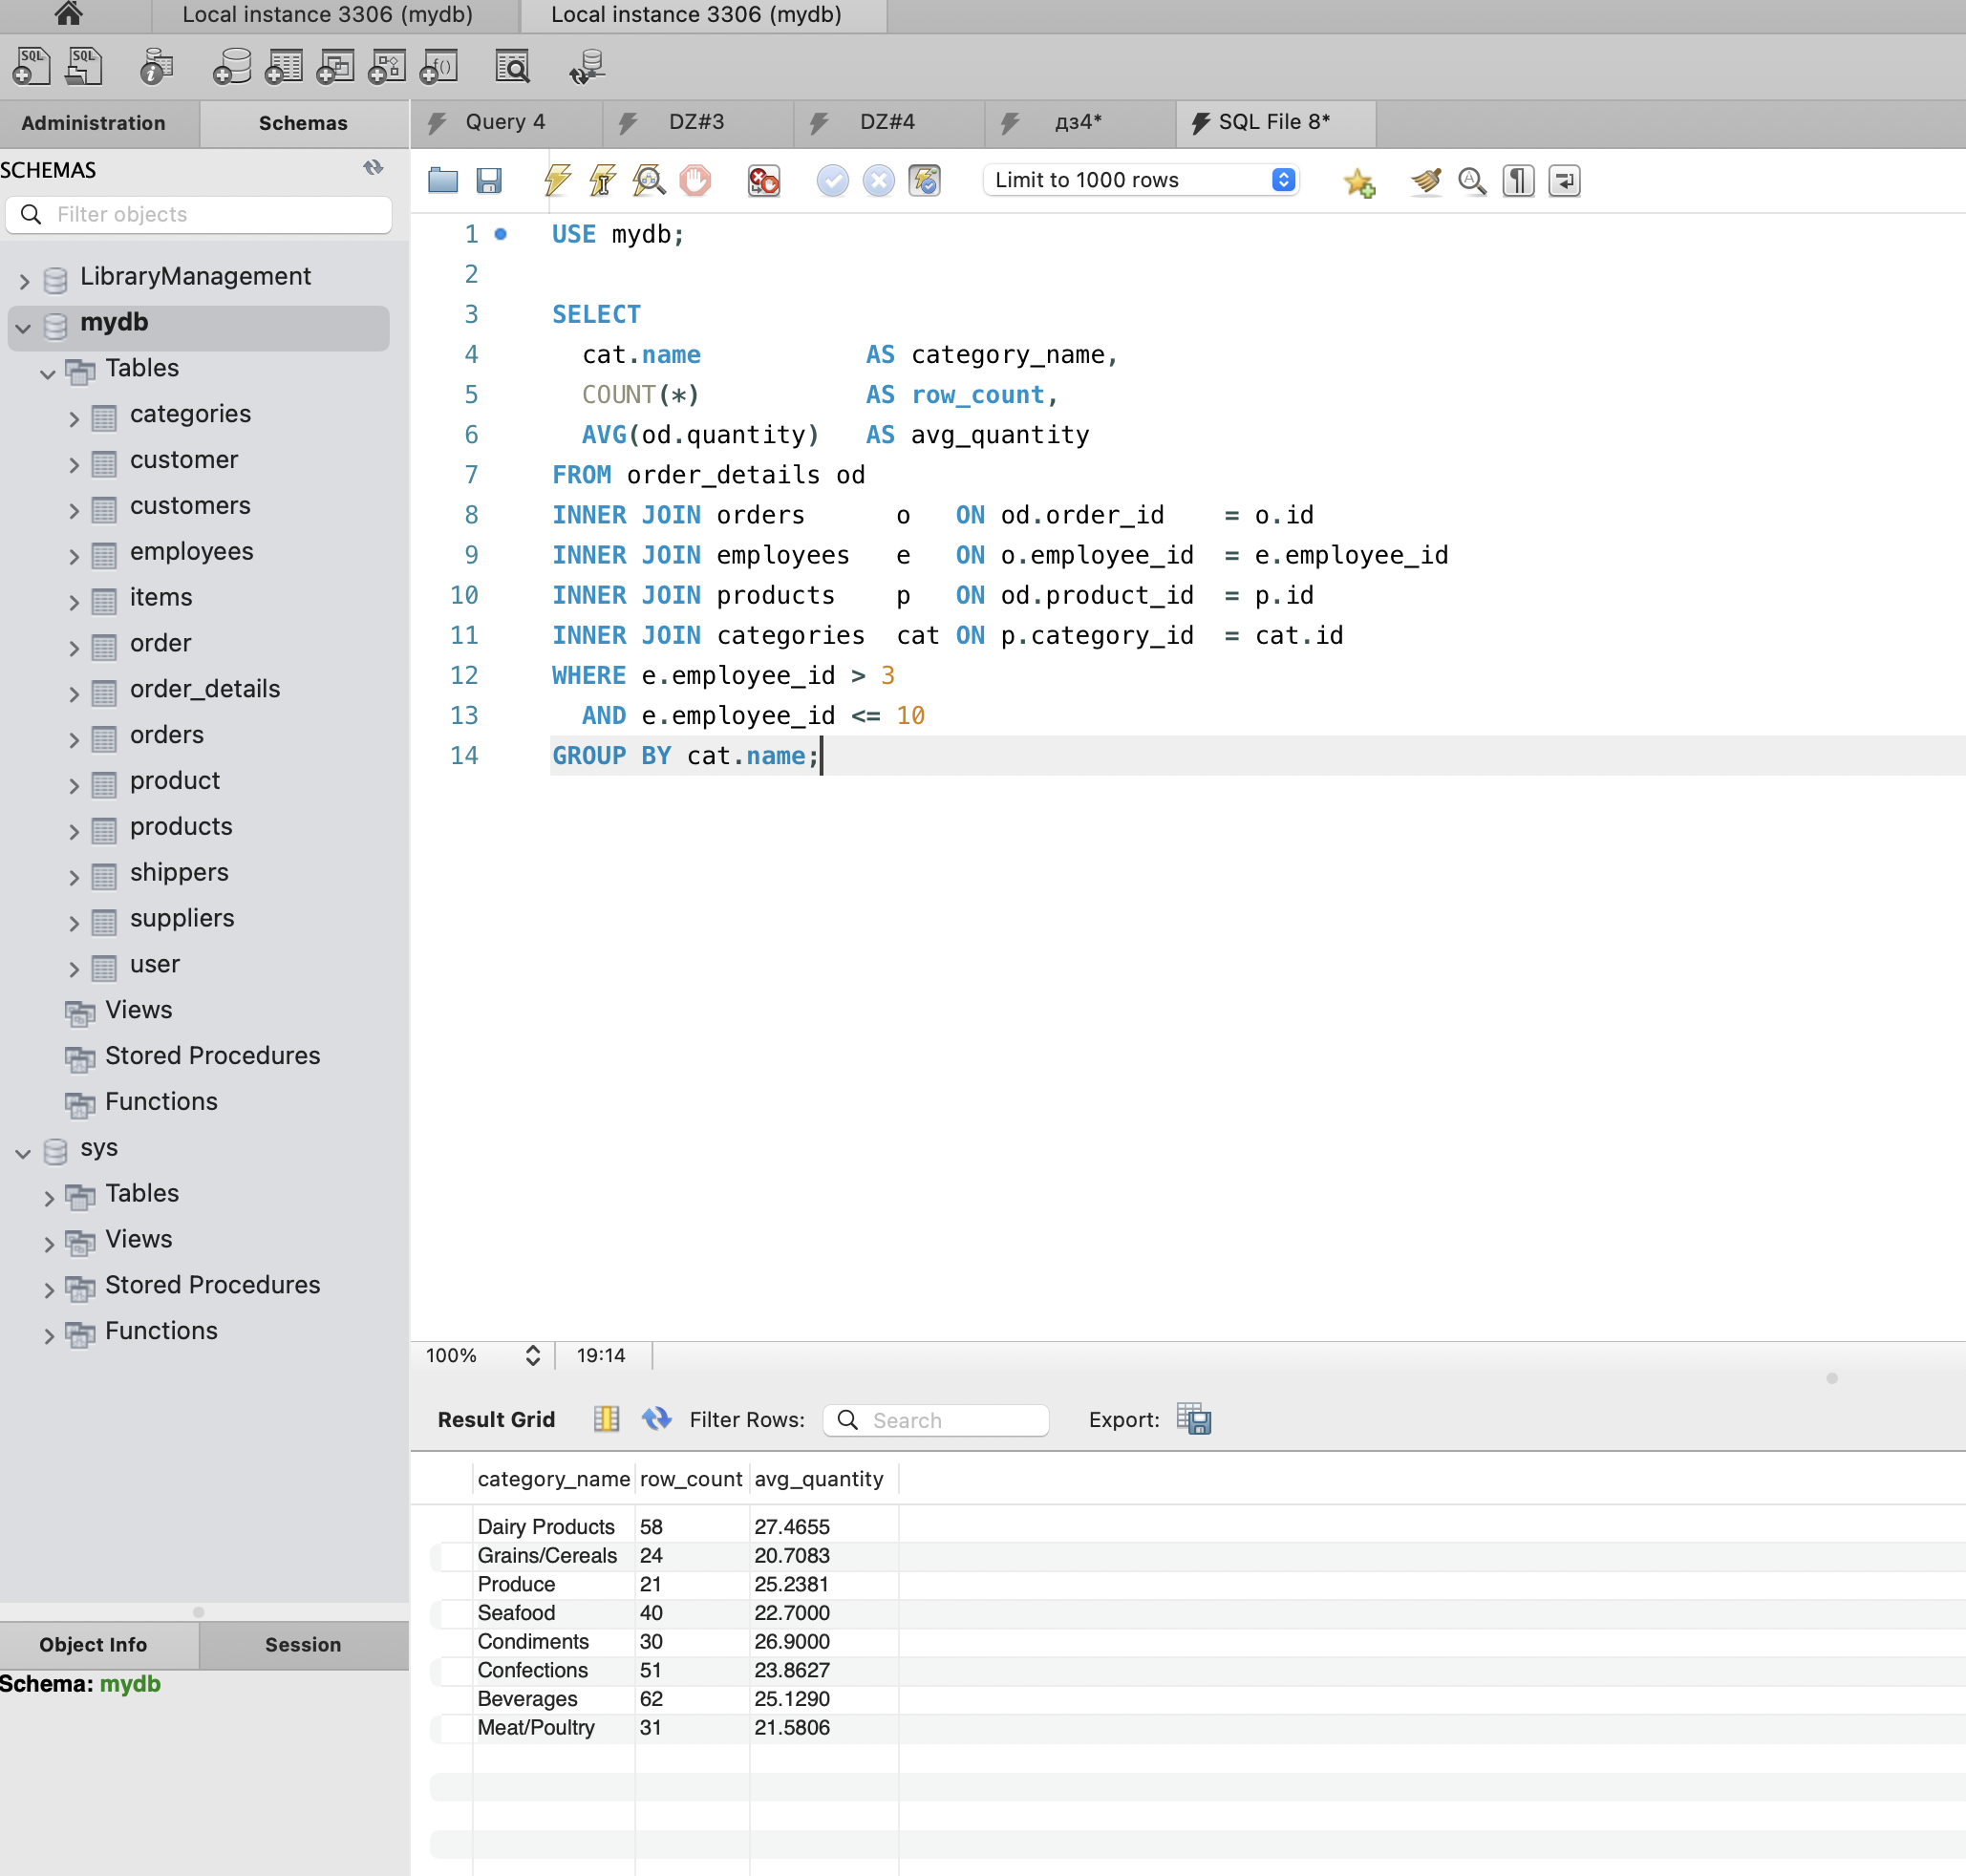 Local instance 3306 (mydb) Local instance 3306 (mydb)
SQL SQL
Administration Schemas
Query 4 DZ#3 DZ#4 дз4* SQL File 8*
SCHEMAS
Filter objects
LibraryManagement
mydb
Tables
categories
customer
customers
employees
items
order
order_details
orders
product
products
shippers
suppliers
user
Views
Stored Procedures
Functions
sys
Tables
Views
Stored Procedures
Functions
Object Info Session
Schema: mydb
Limit to 1000 rows
1 USE mydb;
2
3 SELECT
4 cat.name AS category_name,
5 COUNT(*) AS row_count,
6 AVG(od.quantity) AS avg_quantity
7 FROM order_details od
8 INNER JOIN orders o ON od.order_id = o.id
9 INNER JOIN employees e ON o.employee_id = e.employee_id
10 INNER JOIN products p ON od.product_id = p.id
11 INNER JOIN categories cat ON p.category_id = cat.id
12 WHERE e.employee_id > 3
13 AND e.employee_id <= 10
14 GROUP BY cat.name;
100% 19:14
Result Grid Filter Rows: Search Export:
category_name row_count avg_quantity
Dairy Products 58 27.4655
Grains/Cereals 24 20.7083
Produce 21 25.2381
Seafood 40 22.7000
Condiments 30 26.9000
Confections 51 23.8627
Beverages 62 25.1290
Meat/Poultry 31 21.5806